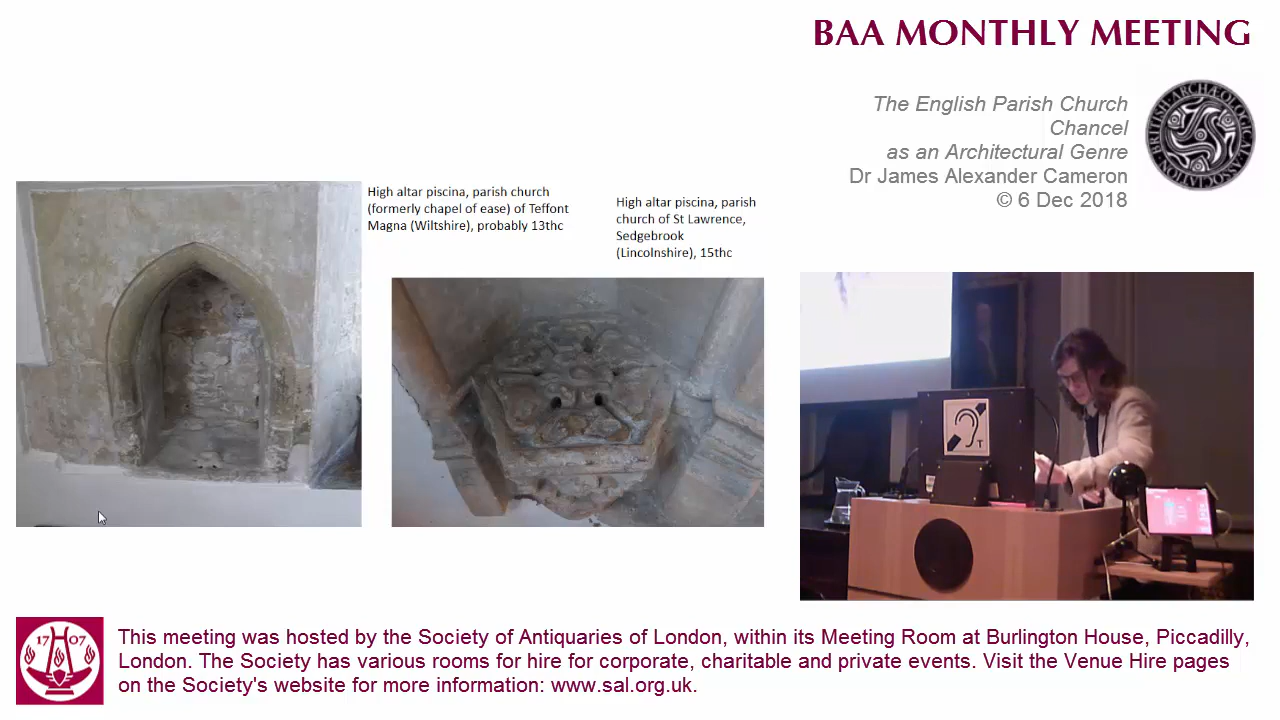 BAA MONTHLY MEETING
The English Parish Church
Chancel
as an Architectural Genre
Dr James Alexander Cameron
© 6 Dec 2018
BRITISH ARCHÆOLOGICAL ASSOCIATION
High altar piscina, parish church
(formerly chapel of ease) of Teffont
Magna (Wiltshire), probably 13thc
High altar piscina, parish
church of St Lawrence,
Sedgebrook
(Lincolnshire), 15thc
T
1707
This meeting was hosted by the Society of Antiquaries of London, within its Meeting Room at Burlington House, Piccadilly,
London. The Society has various rooms for hire for corporate, charitable and private events. Visit the Venue Hire pages
on the Society's website for more information: www.sal.org.uk.